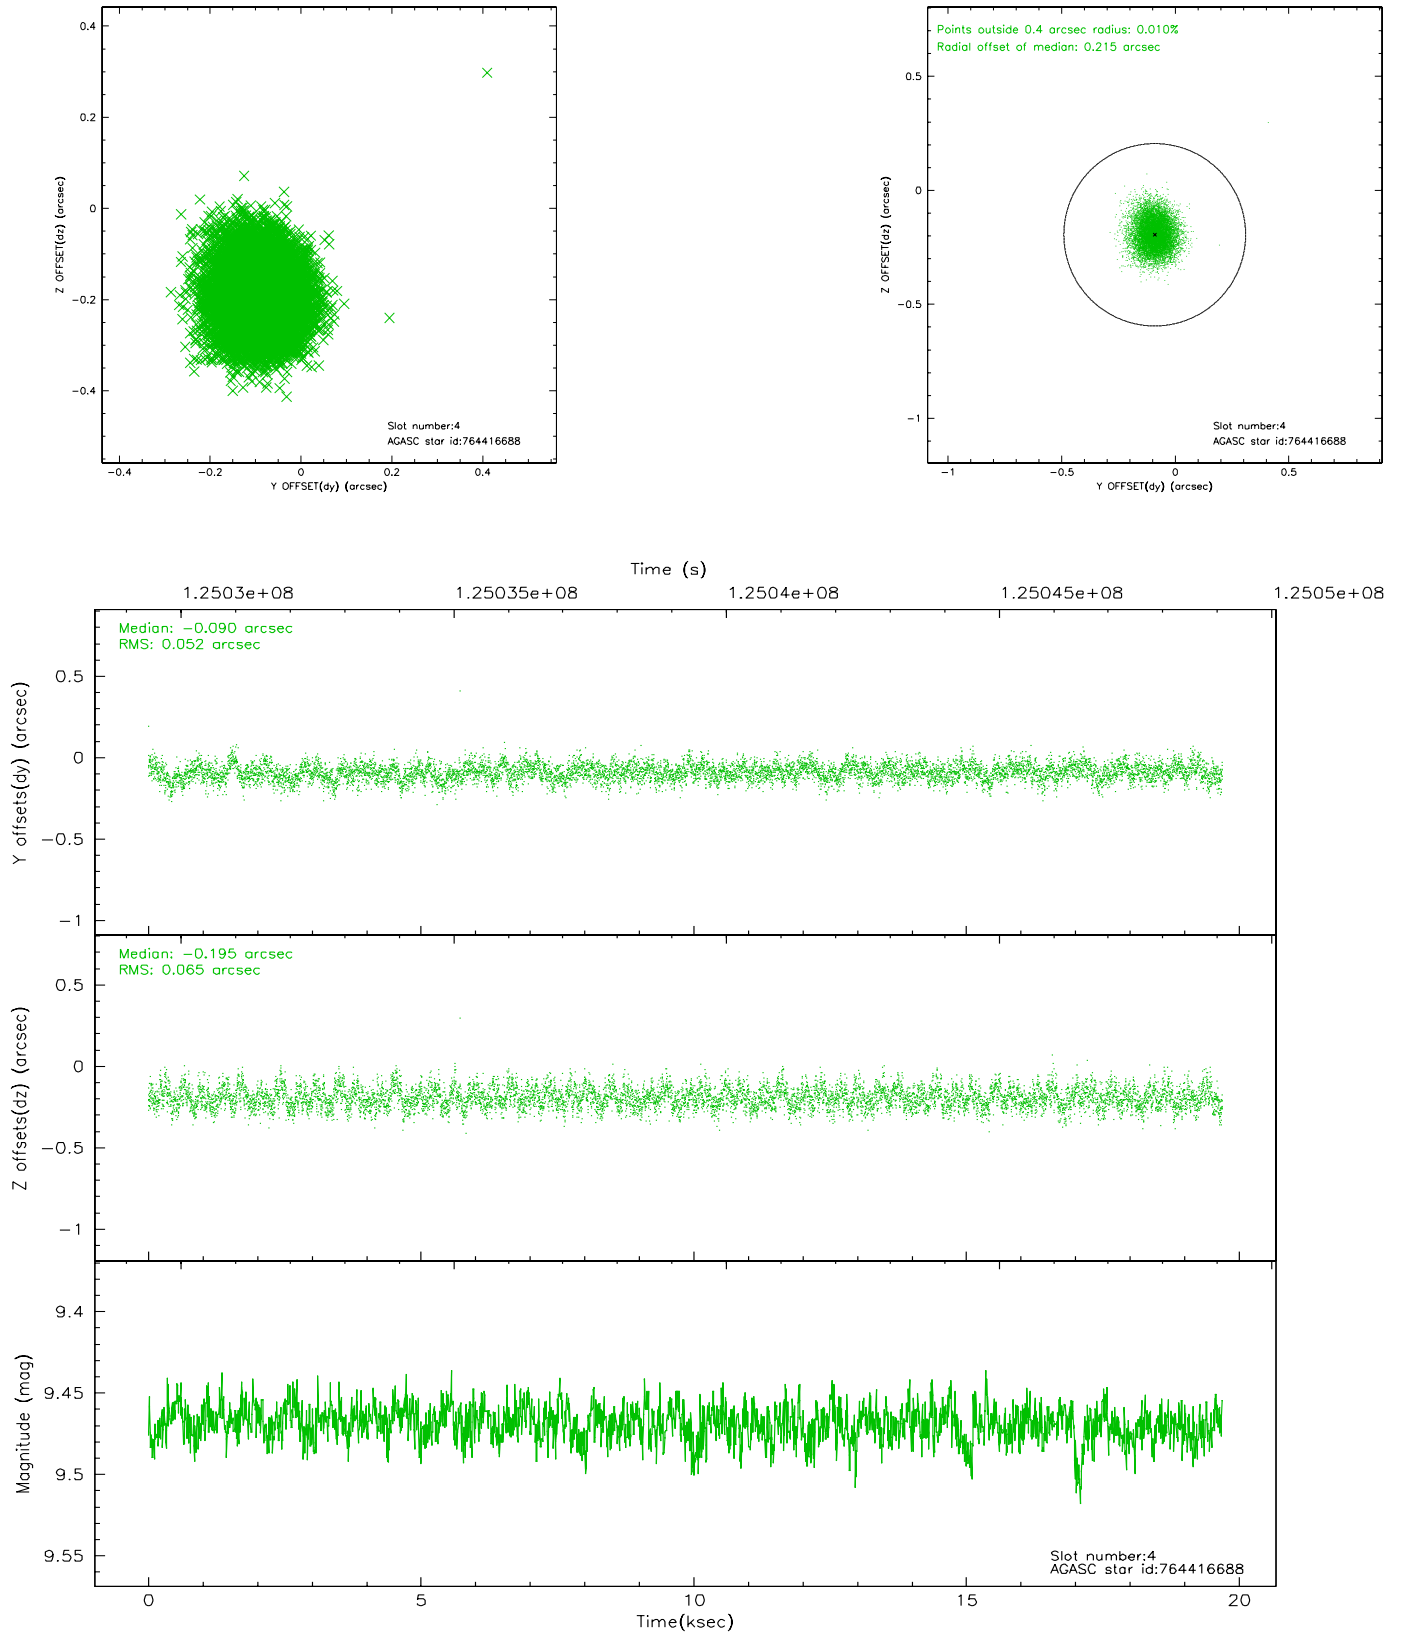 0.4
0.2
0
−0.2
−0.4
Z OFFSET(dz) (arcsec)
Slot number:4
AGASC star id:764416688
−0.4 −0.2 0 0.2 0.4
Y OFFSET(dy) (arcsec)
Points outside 0.4 arcsec radius: 0.010%
Radial offset of median: 0.215 arcsec
0.5
0
−0.5
−1
Z OFFSET(dz) (arcsec)
Slot number:4
AGASC star id:764416688
−1 −0.5 0 0.5
Y OFFSET(dy) (arcsec)
Time (s)
1.2503e+08 1.25035e+08 1.2504e+08 1.25045e+08 1.2505e+08
Median: −0.090 arcsec
RMS: 0.052 arcsec
0.5
0
−0.5
−1
Y offsets(dy) (arcsec)
Median: −0.195 arcsec
RMS: 0.065 arcsec
0.5
0
−0.5
−1
Z offsets(dz) (arcsec)
9.4
9.45
9.5
9.55
Magnitude (mag)
Slot number:4
AGASC star id:764416688
0 5 10 15 20
Time(ksec)